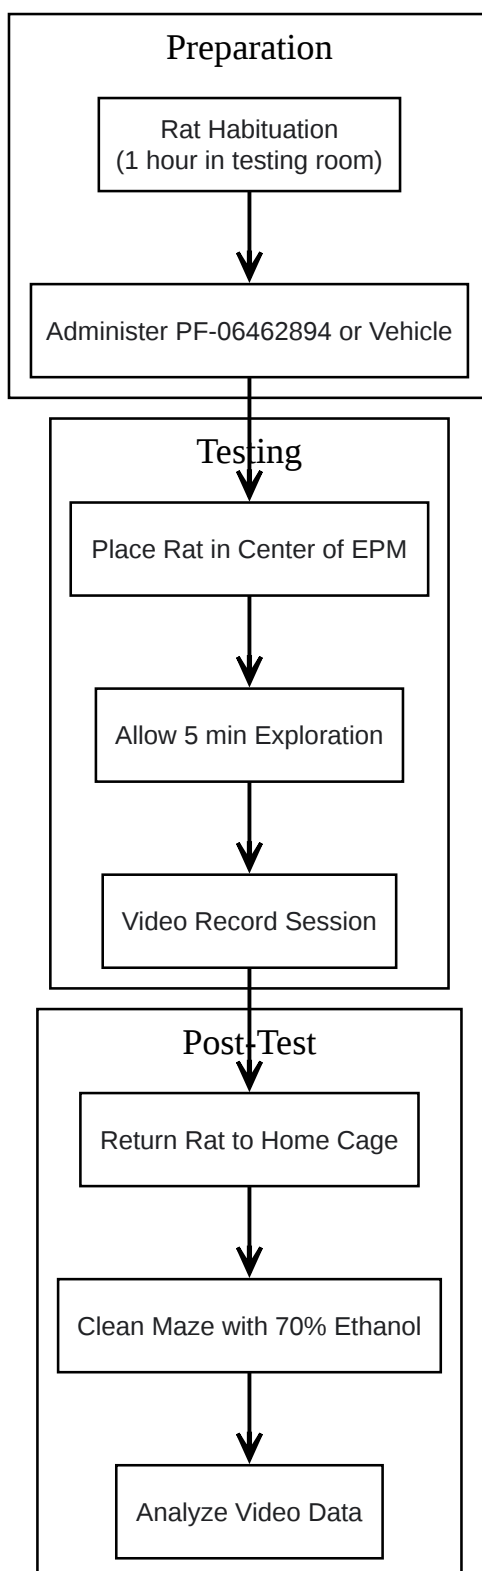 Preparation
Rat Habituation
(1 hour in testing room)
Administer PF-06462894 or Vehicle
Testing
Place Rat in Center of EPM
Allow 5 min Exploration
Video Record Session
Post-Test
Return Rat to Home Cage
Clean Maze with 70% Ethanol
Analyze Video Data